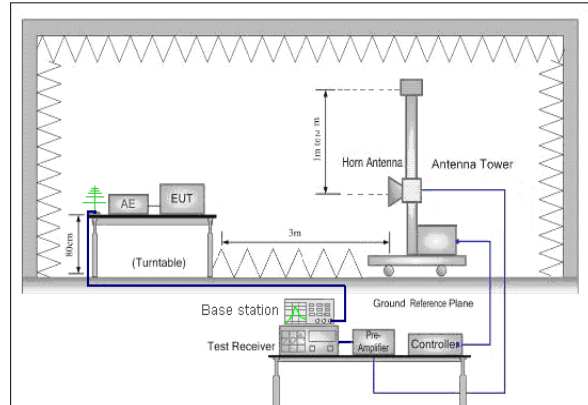 1m to 4 m
Horn Antenna
Antenna Tower
AE
EUT
80cm
(Turntable)
3m
Ground Reference Plane
Base station
Test Receiver
Pre-
Amplifier
Controller